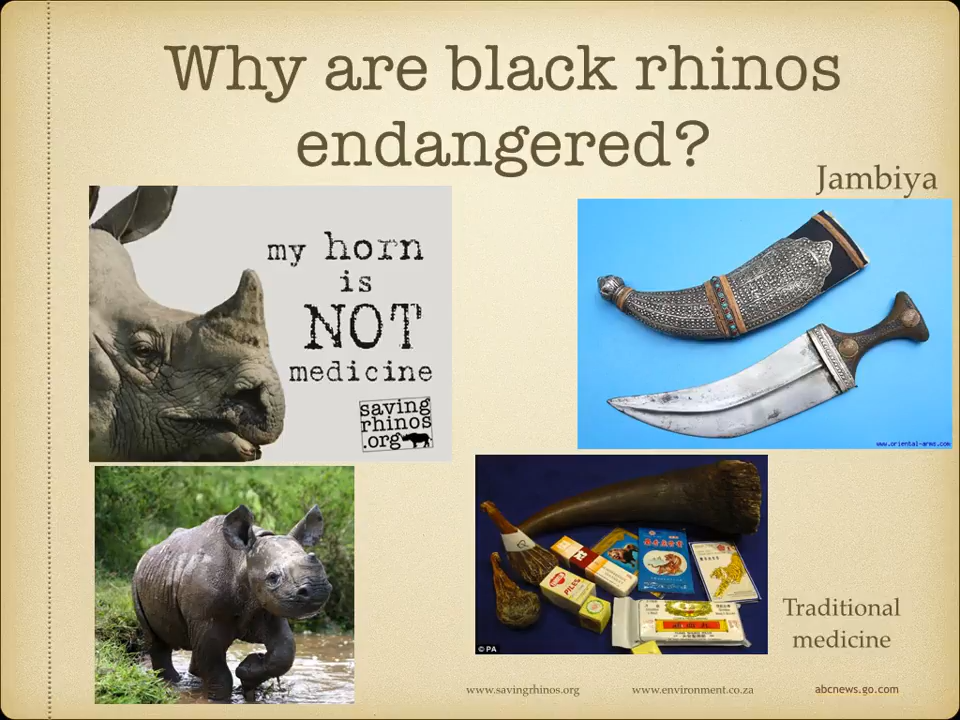 Why are black rhinos
endangered?
Jambiya
my horn
is
NOT
medicine
saving
rhinos
.org
www.oriental-arms.com
PILES
© PA
Traditional
medicine
www.savingrhinos.org
www.environment.co.za
abcnews.go.com